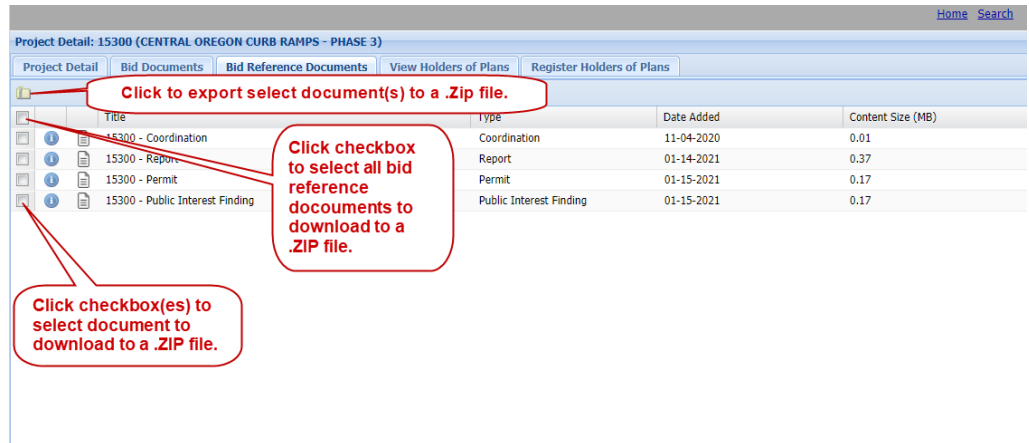 Home Search
Project Detail: 15300 (CENTRAL OREGON CURB RAMPS - PHASE 3)
Project Detail Bid Documents Bid Reference Documents View Holders of Plans Register Holders of Plans
Click to export select document(s) to a .Zip file.
Title Type Date Added Content Size (MB)
15300 - Coordination Coordination 11-04-2020 0.01
15300 - Report Report 01-14-2021 0.37
15300 - Permit Permit 01-15-2021 0.17
15300 - Public Interest Finding Public Interest Finding 01-15-2021 0.17
Click checkbox
to select all bid
reference
docouments to
download to a
.ZIP file.
Click checkbox(es) to
select document to
download to a .ZIP file.